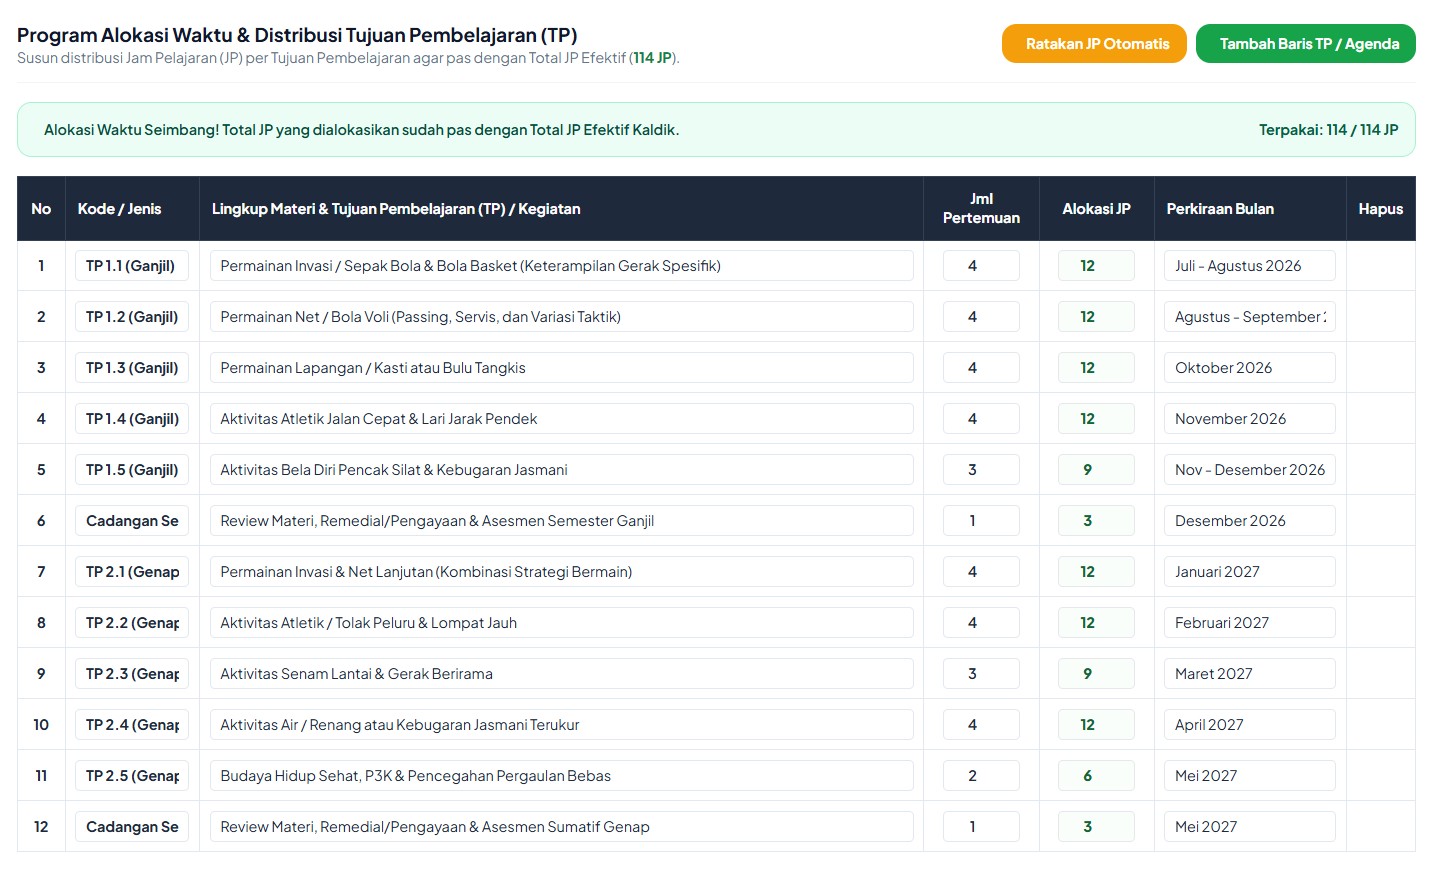 Program Alokasi Waktu & Distribusi Tujuan Pembelajaran (TP)
Susun distribusi Jam Pelajaran (JP) per Tujuan Pembelajaran agar pas dengan Total JP Efektif (114 JP).
Ratakan JP Otomatis
Tambah Baris TP / Agenda
Alokasi Waktu Seimbang! Total JP yang dialokasikan sudah pas dengan Total JP Efektif Kaldik.
Terpakai: 114 / 114 JP
No Kode / Jenis Lingkup Materi & Tujuan Pembelajaran (TP) / Kegiatan Jml Pertemuan Alokasi JP Perkiraan Bulan Hapus
1 TP 1.1 (Ganjil) Permainan Invasi / Sepak Bola & Bola Basket (Keterampilan Gerak Spesifik) 4 12 Juli - Agustus 2026
2 TP 1.2 (Ganjil) Permainan Net / Bola Voli (Passing, Servis, dan Variasi Taktik) 4 12 Agustus - September
3 TP 1.3 (Ganjil) Permainan Lapangan / Kasti atau Bulu Tangkis 4 12 Oktober 2026
4 TP 1.4 (Ganjil) Aktivitas Atletik Jalan Cepat & Lari Jarak Pendek 4 12 November 2026
5 TP 1.5 (Ganjil) Aktivitas Bela Diri Pencak Silat & Kebugaran Jasmani 3 9 Nov - Desember 2026
6 Cadangan Se Review Materi, Remedial/Pengayaan & Asesmen Semester Ganjil 1 3 Desember 2026
7 TP 2.1 (Genap Permainan Invasi & Net Lanjutan (Kombinasi Strategi Bermain) 4 12 Januari 2027
8 TP 2.2 (Genap Aktivitas Atletik / Tolak Peluru & Lompat Jauh 4 12 Februari 2027
9 TP 2.3 (Genap Aktivitas Senam Lantai & Gerak Berirama 3 9 Maret 2027
10 TP 2.4 (Genap Aktivitas Air / Renang atau Kebugaran Jasmani Terukur 4 12 April 2027
11 TP 2.5 (Genap Budaya Hidup Sehat, P3K & Pencegahan Pergaulan Bebas 2 6 Mei 2027
12 Cadangan Se Review Materi, Remedial/Pengayaan & Asesmen Sumatif Genap 1 3 Mei 2027